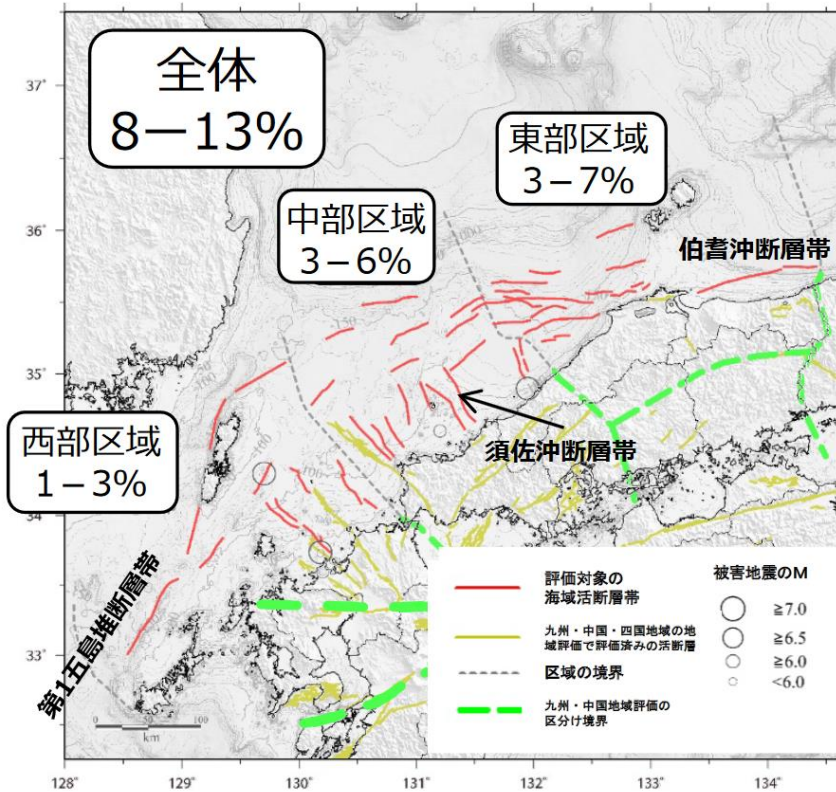 全体
8－13%
東部区域
3－7%
中部区域
3－6%
伯耆沖断層帯
須佐沖断層帯
西部区域
1－3%
第1五島堆断層帯
評価対象の
海域活断層帯
九州・中国・四国地域の地
域評価で評価済みの活断層
区域の境界
九州・中国地域評価の
区分け境界
被害地震のM
≧7.0
≧6.5
≧6.0
<6.0
37°
36°
35°
34
33°
0 50 100
km
128°
129°
130°
131°
132°
133°
134°